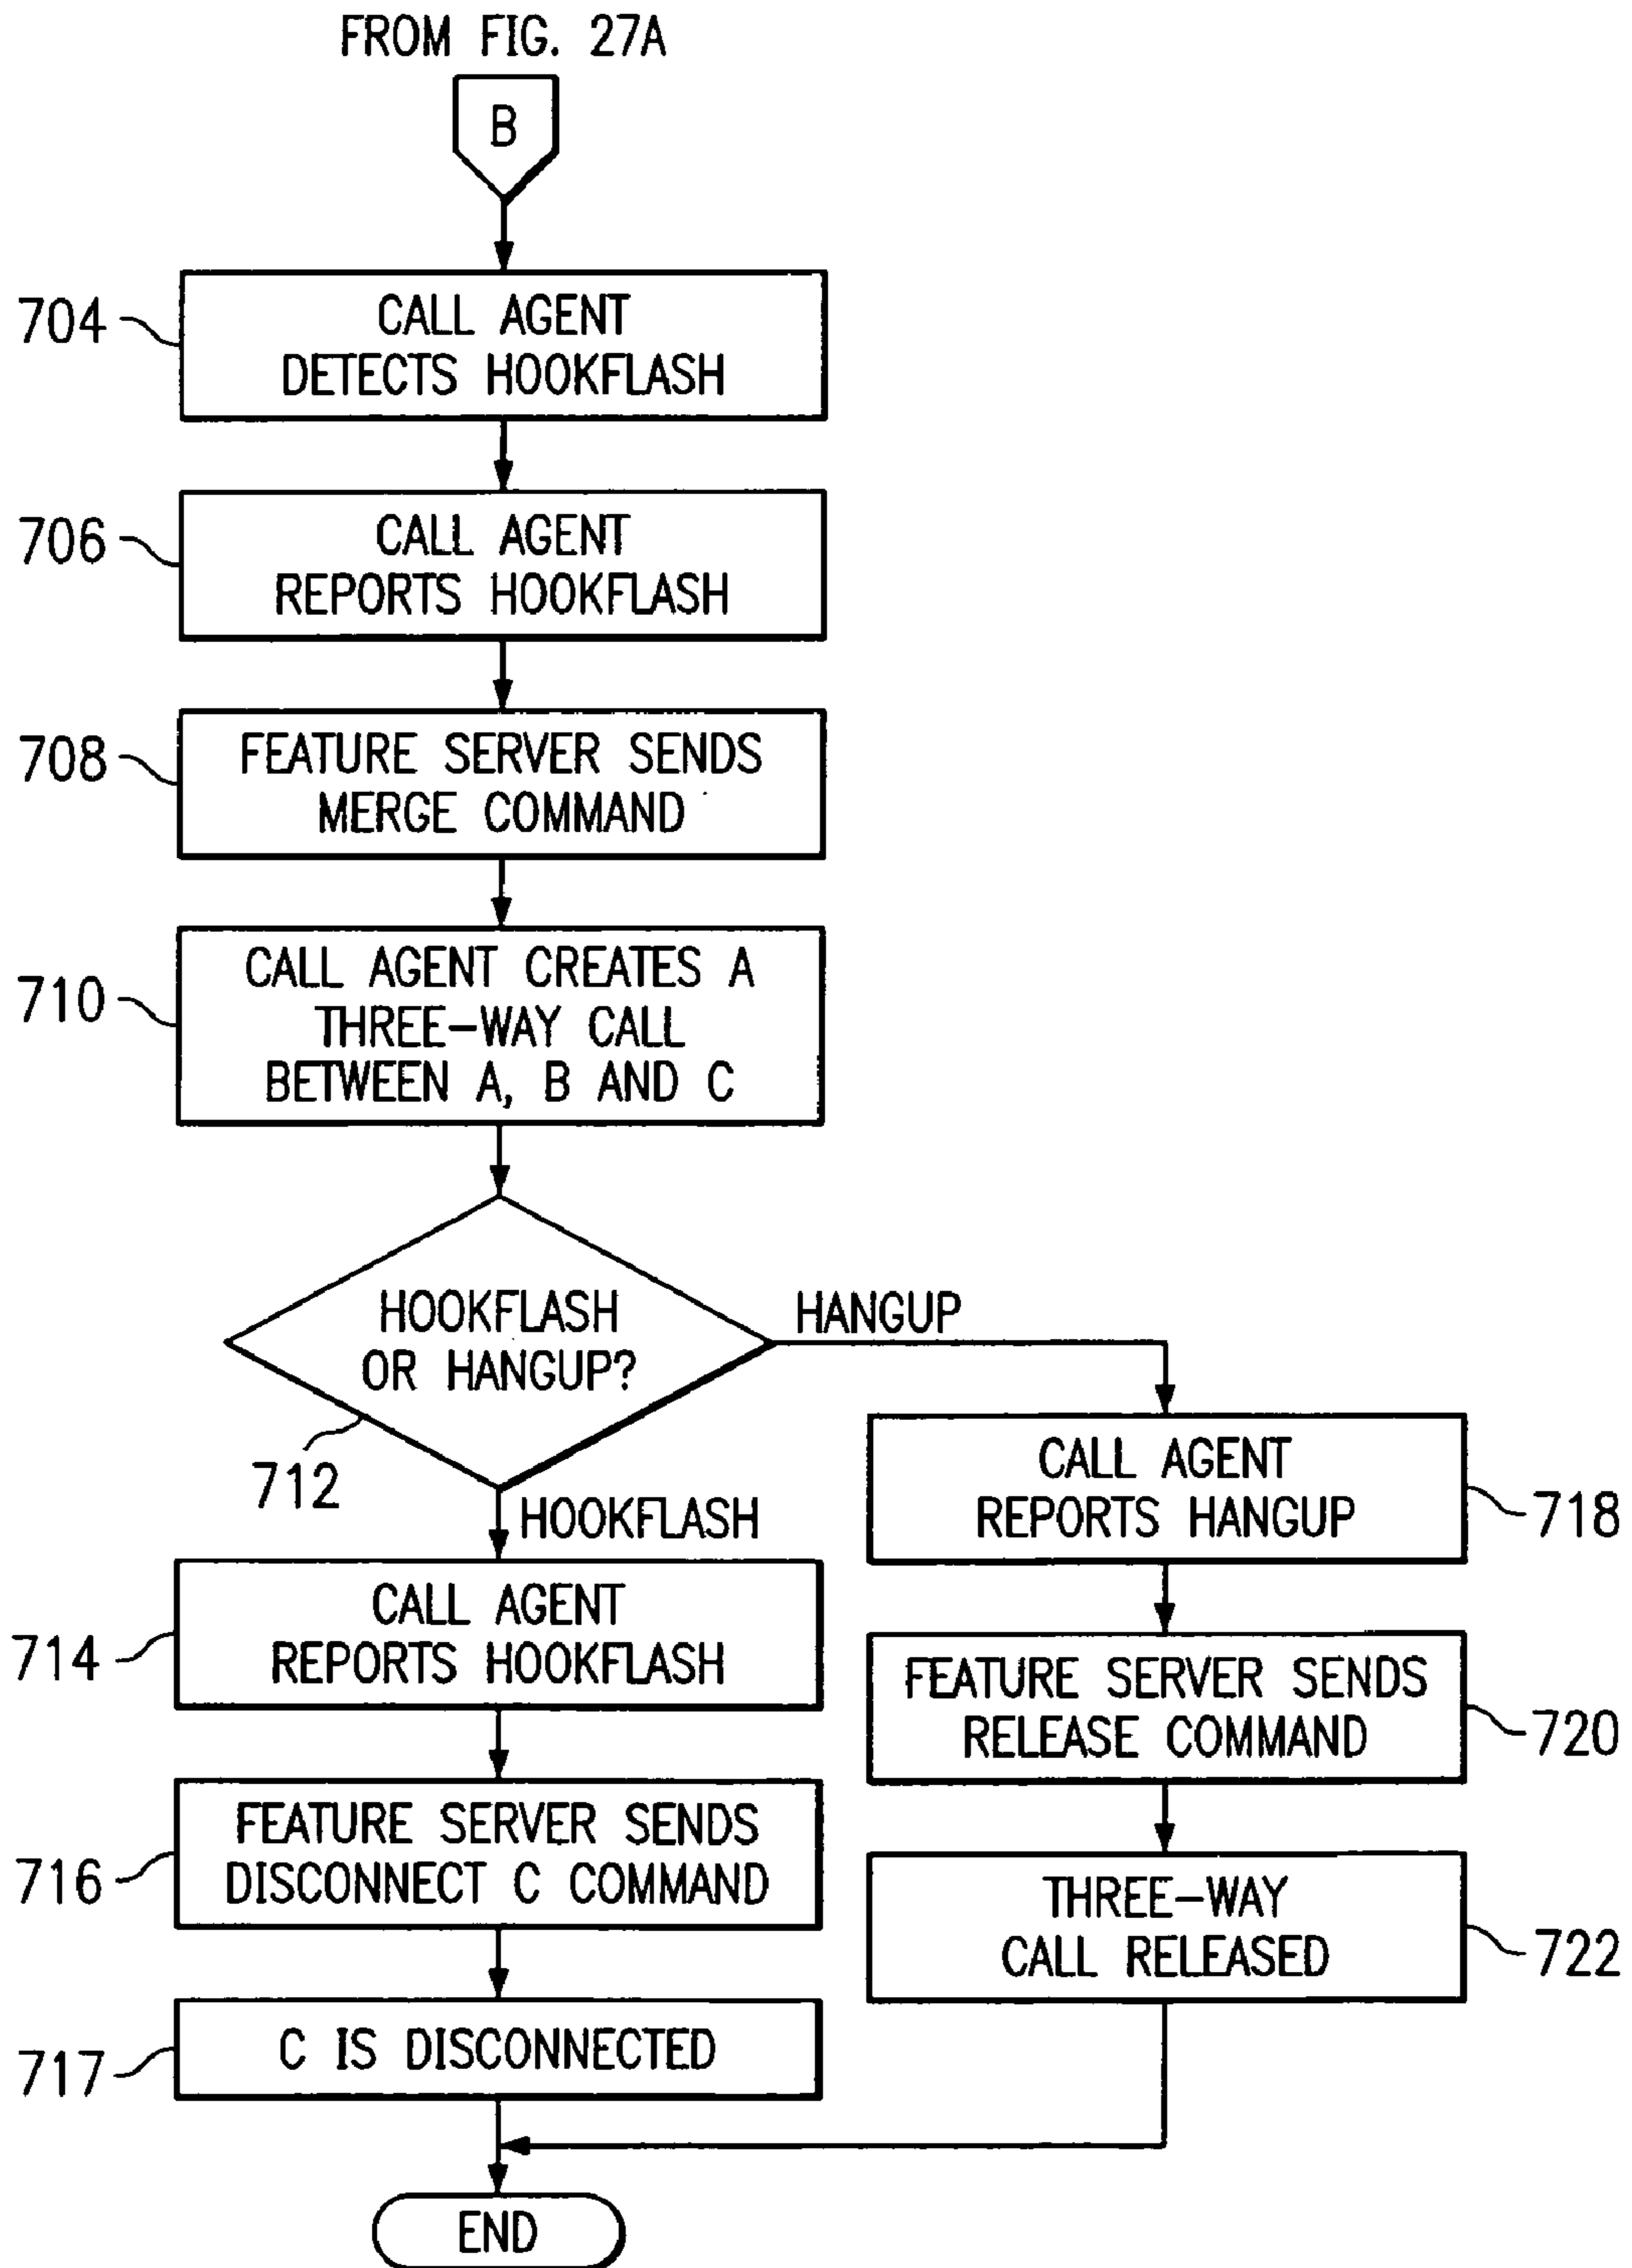 FROM FIG. 27A
B
704
CALL AGENT
DETECTS HOOKFLASH
706
CALL AGENT
REPORTS HOOKFLASH
708
FEATURE SERVER SENDS
MERGE COMMAND
710
CALL AGENT CREATES A
THREE-WAY CALL
BETWEEN A, B AND C
HOOKFLASH
OR HANGUP?
712
HANGUP
HOOKFLASH
714
CALL AGENT
REPORTS HOOKFLASH
716
FEATURE SERVER SENDS
DISCONNECT C COMMAND
717
C IS DISCONNECTED
CALL AGENT
REPORTS HANGUP
718
FEATURE SERVER SENDS
RELEASE COMMAND
720
THREE-WAY
CALL RELEASED
722
END